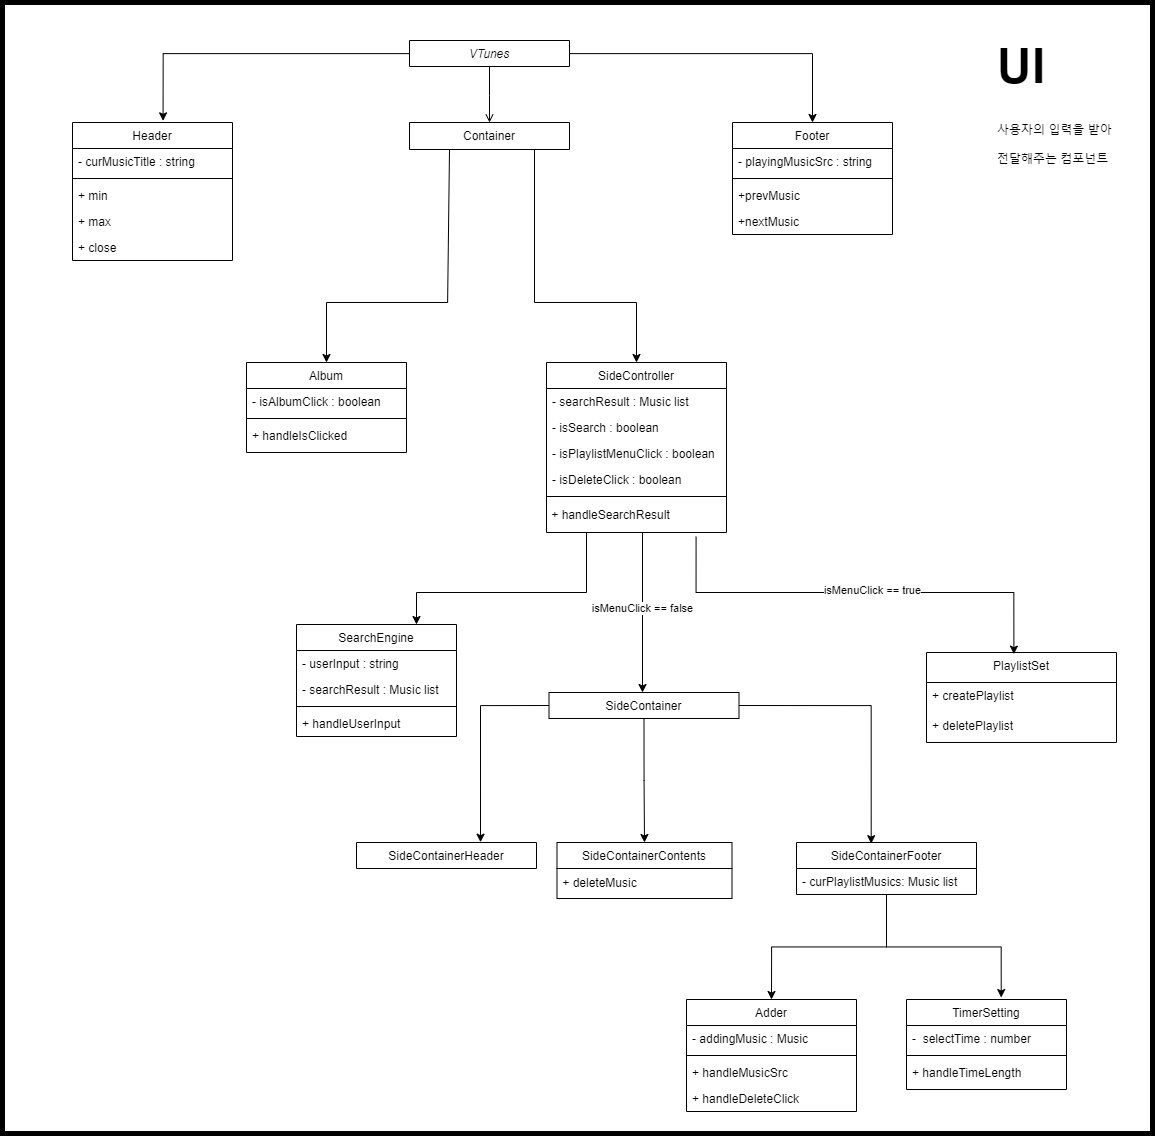 VTunes
UI
사용자의 입력을 받아
전달해주는 컴포넌트
Header
- curMusicTitle : string
+ min
+ max
+ close
Container
Footer
- playingMusicSrc : string
+prevMusic
+nextMusic
Album
- isAlbumClick : boolean
+ handleIsClicked
SideController
- searchResult : Music list
- isSearch : boolean
- isPlaylistMenuClick : boolean
- isDeleteClick : boolean
+ handleSearchResult
isMenuClick == false
isMenuClick == true
SearchEngine
- userInput : string
- searchResult : Music list
+ handleUserInput
SideContainer
PlaylistSet
+ createPlaylist
+ deletePlaylist
SideContainerHeader
SideContainerContents
+ deleteMusic
SideContainerFooter
- curPlaylistMusics: Music list
Adder
- addingMusic : Music
+ handleMusicSrc
+ handleDeleteClick
TimerSetting
-  selectTime : number
+ handleTimeLength